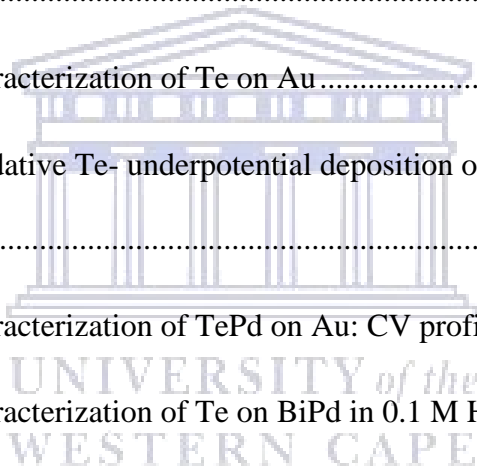 ................................................................
racterization of Te on Au......................
dative Te- underpotential deposition o
................................................................
racterization of TePd on Au: CV profi
UNIVERSITY of the
racterization of Te on BiPd in 0.1 M H
WESTERN CAPE